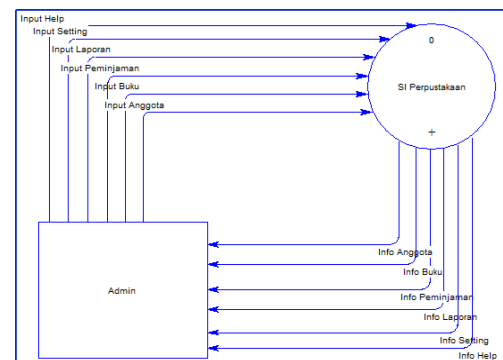 Input Help
Input Setting
Input Laporan
Input Peminjaman
Input Buku
Input Anggota
0
SI Perpustakaan
+
Admin
Info Anggota
Info Buku
Info Peminjaman
Info Laporan
Info Setting
Info Help